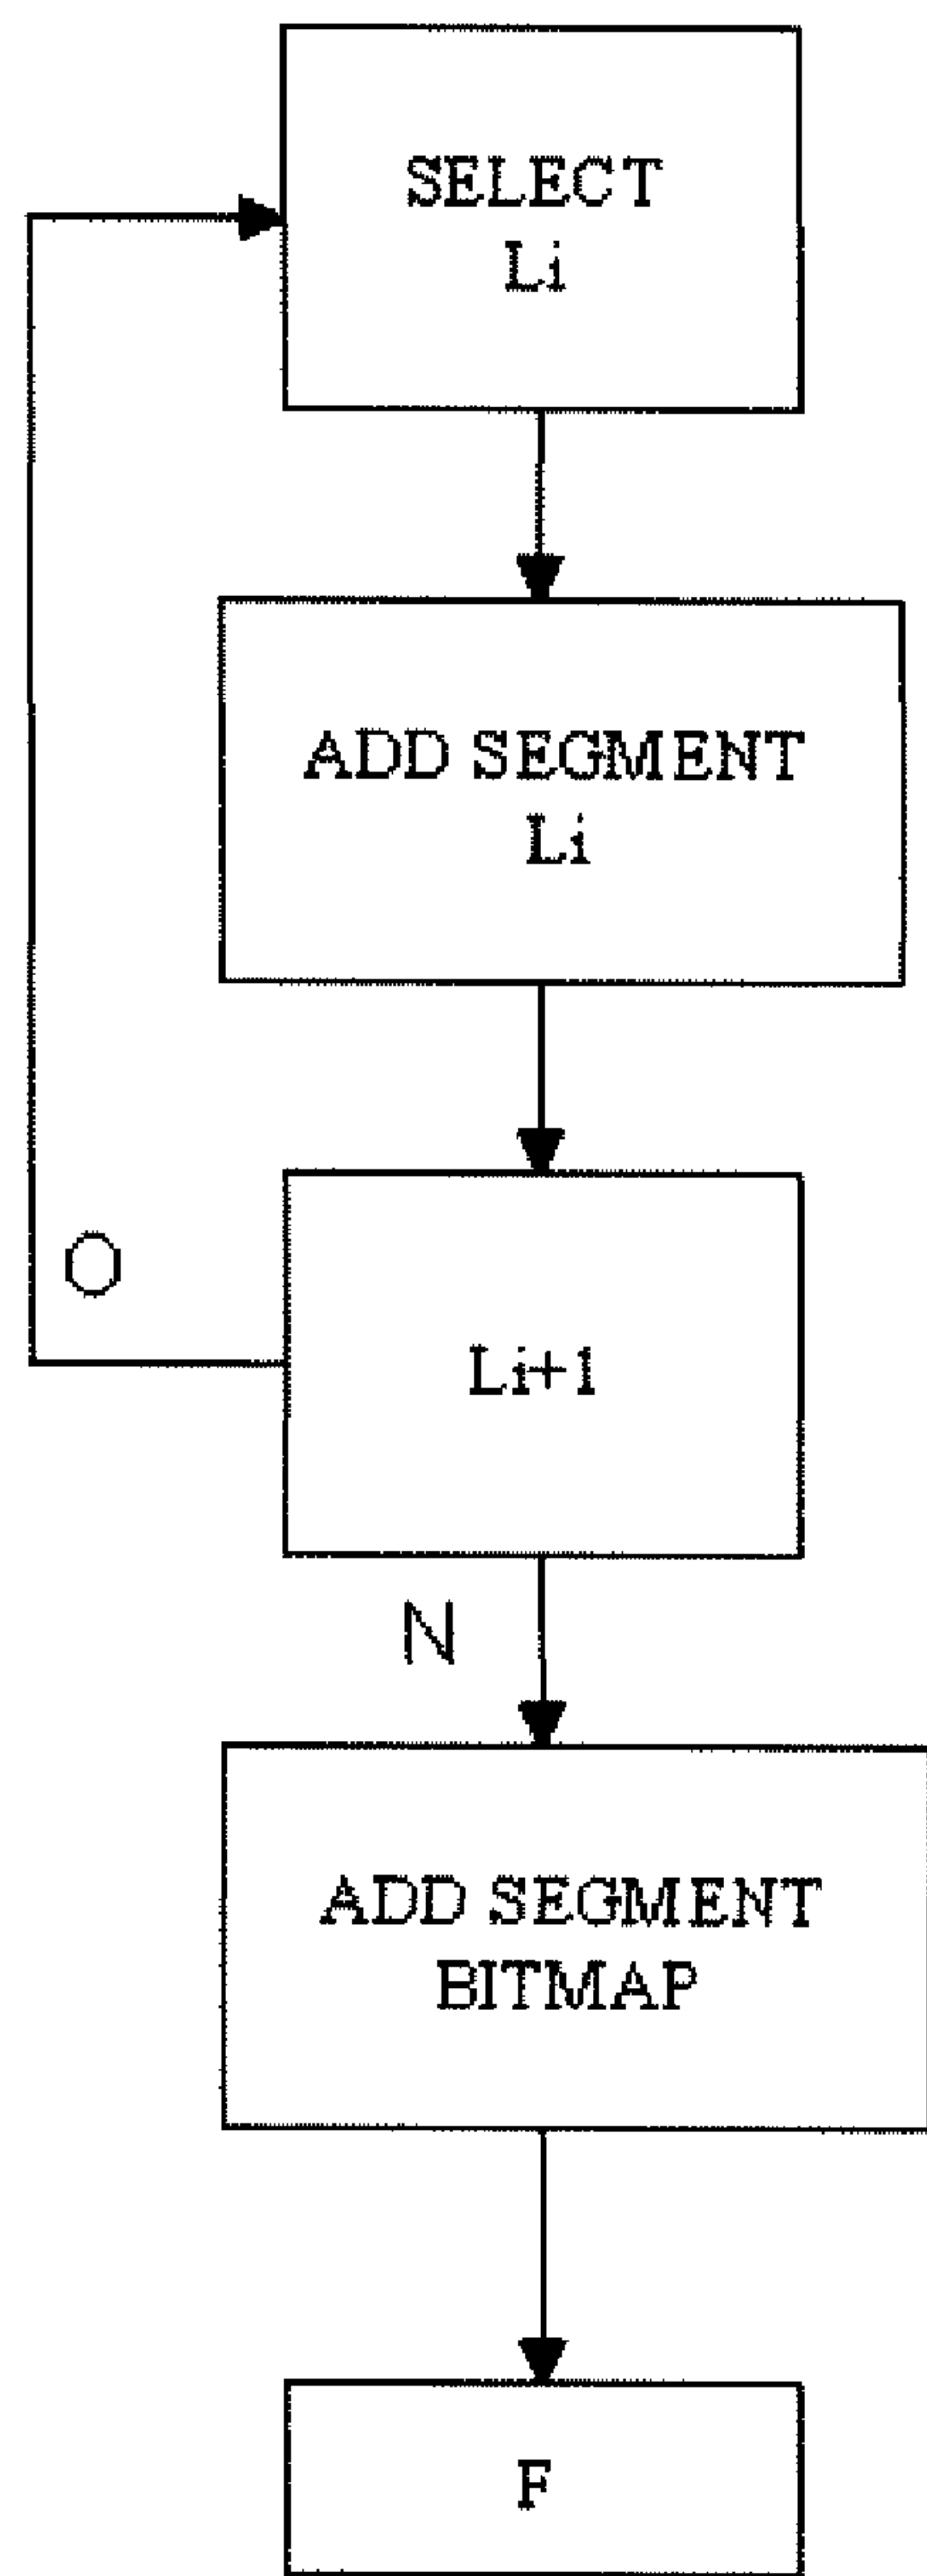 SELECT
Li
ADD SEGMENT
Li
O
Li+1
N
ADD SEGMENT
BITMAP
F